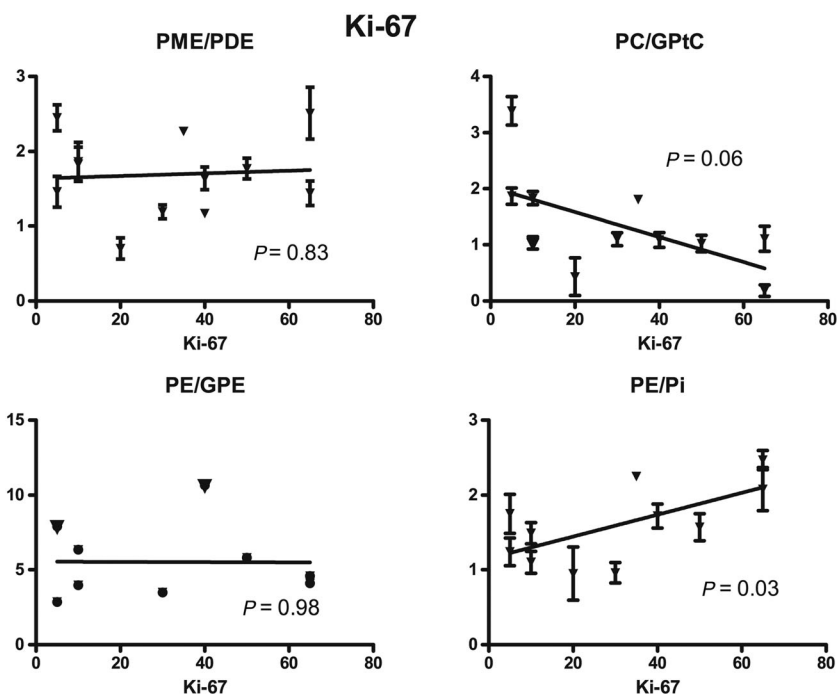 Ki-67
PME/PDE
3
2
1
0
0 20 40 60 80
P = 0.83
Ki-67
PC/GPtC
4
3
2
1
0
0 20 40 60 80
P = 0.06
Ki-67
PE/GPE
15
10
5
0
0 20 40 60 80
P = 0.98
Ki-67
PE/Pi
3
2
1
0
0 20 40 60 80
P = 0.03
Ki-67